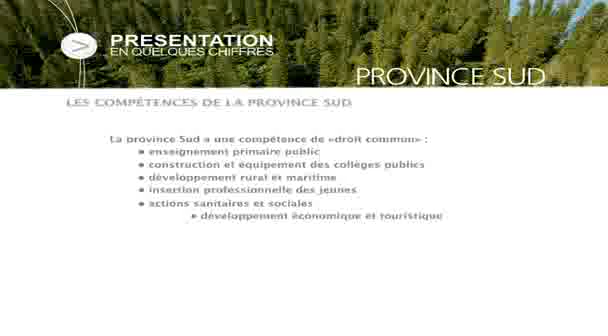 PRESENTATION
EN QUELQUES CHIFFRES
PROVINCE SUD
LES COMPÉTENCES DE LA PROVINCE SUD
La province Sud a une compétence de «droit commun» :
• enseignement primaire public
• construction et équipement des collèges publics
• développement rural et maritime
• insertion professionnelle des jeunes
• actions sanitaires et sociales
• développement économique et touristique